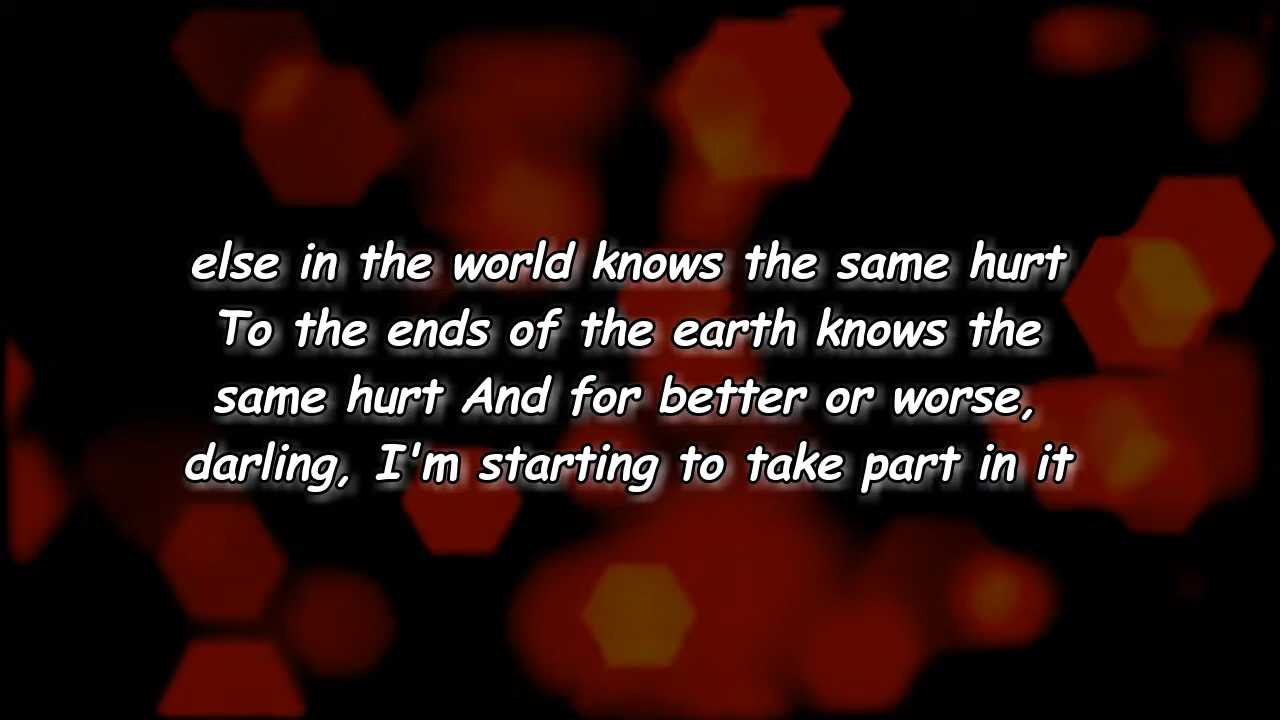 else in the world knows the same hurt
To the ends of the earth knows the
same hurt And for better or worse,
darling, I'm starting to take part in it